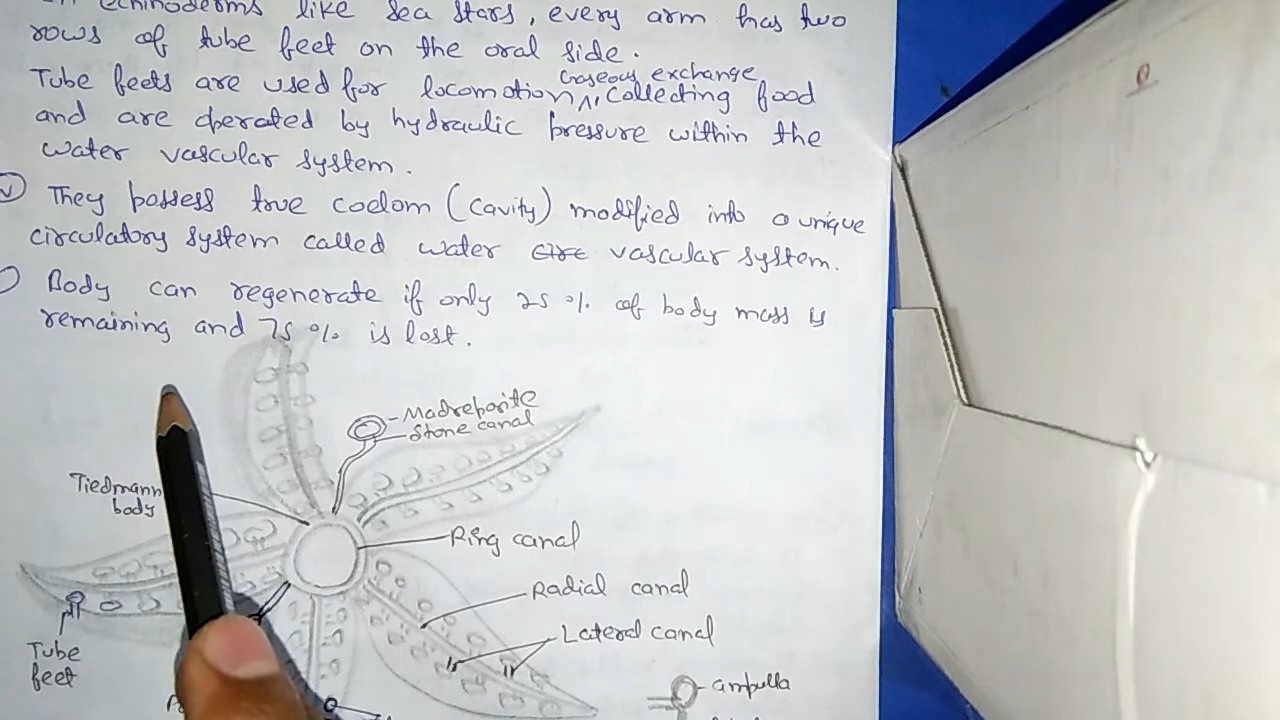 echinoderms like sea stars, every arm has two
rows of tube feet on the oral side.
Tube feets are used for locomotion, Gaseous exchange, Collecting food
and are operated by hydraulic pressure within the
water vascular system.
They possess true coelom (cavity) modified into a unique
circulatory system called water circ vascular system.
Body can regenerate if only 25 % of body mass is
remaining and 75 % is lost.
Madreporite
Stone canal
Tiedmann
body
Ring canal
Radial canal
Lateral canal
Tube
feet
ampulla